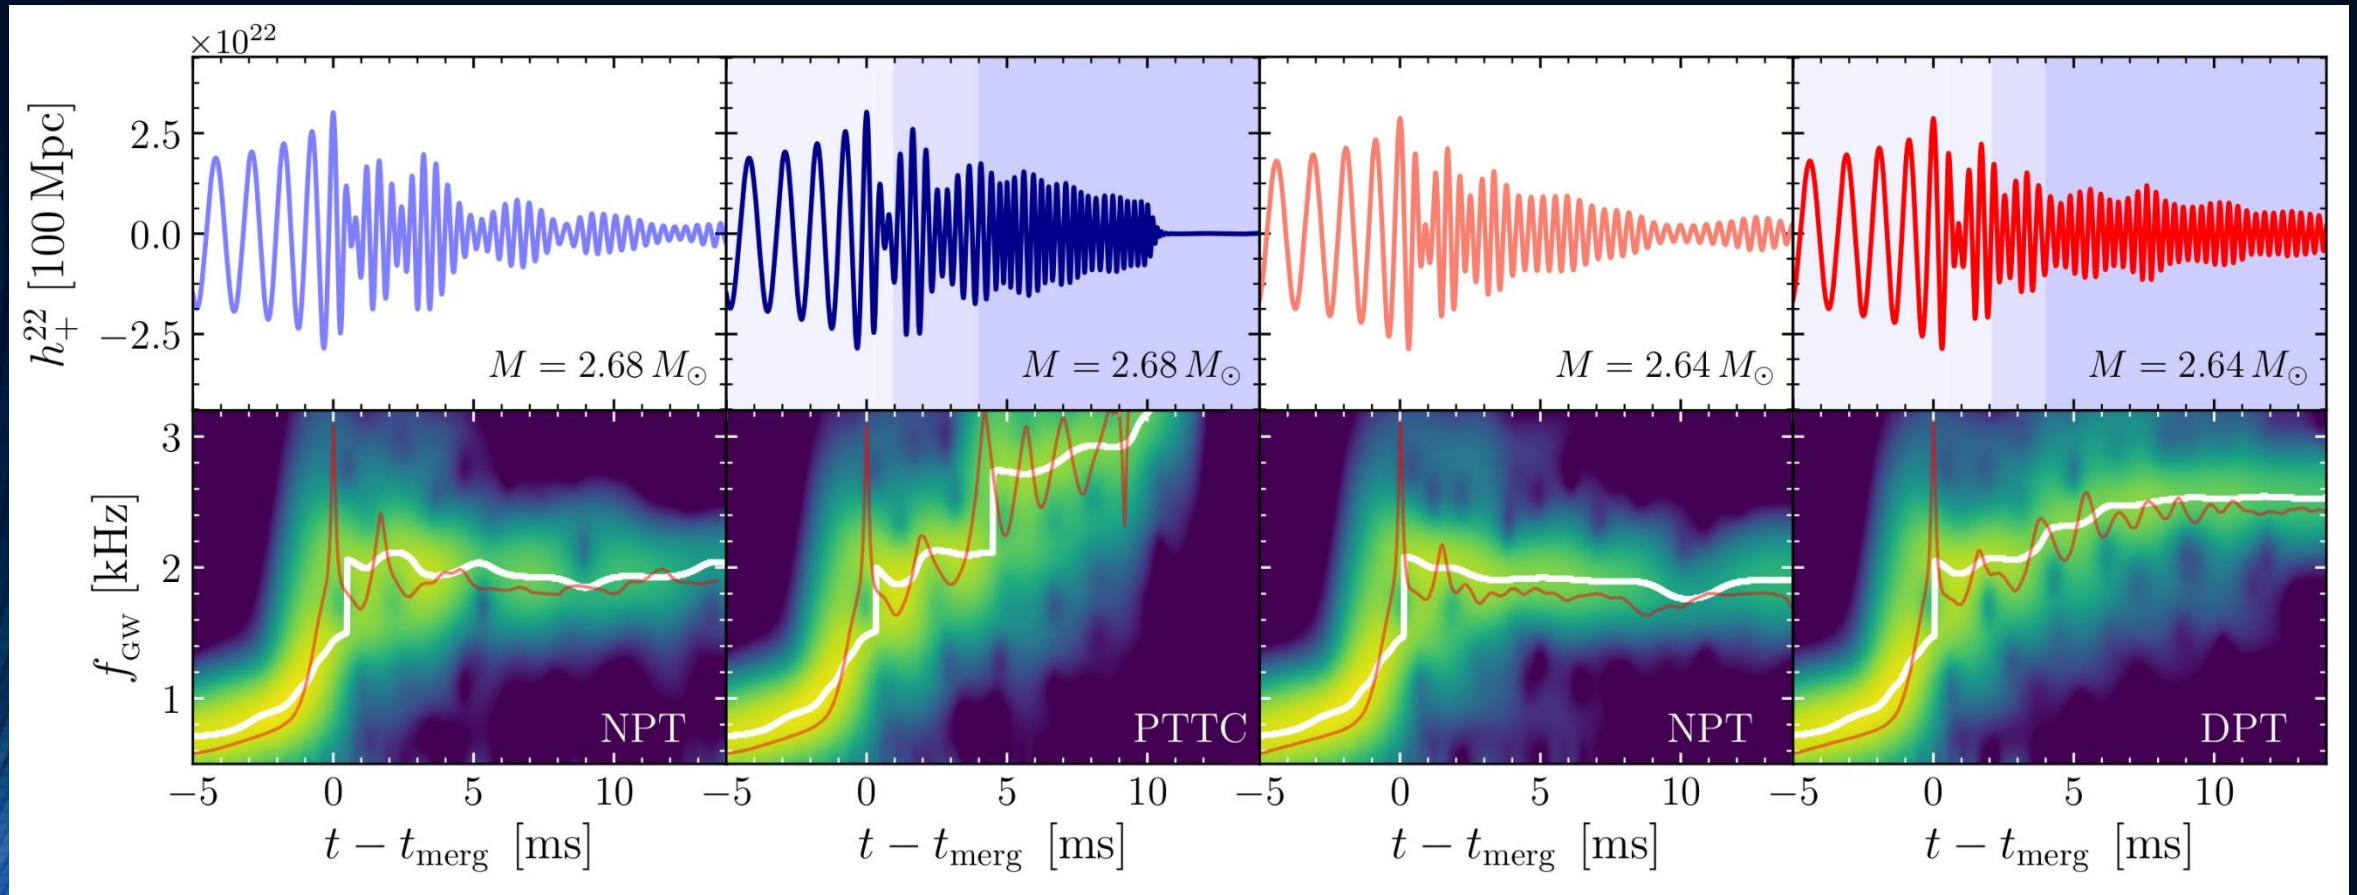 ×10²²
h₊²² [100 Mpc]
2.5
0.0
−2.5
M = 2.68 M⊙
M = 2.68 M⊙
M = 2.64 M⊙
M = 2.64 M⊙
f_GW [kHz]
3
2
1
NPT
PTTC
NPT
DPT
−5 0 5 10 −5 0 5 10 −5 0 5 10 −5 0 5 10
t − t_merg [ms] t − t_merg [ms] t − t_merg [ms] t − t_merg [ms]